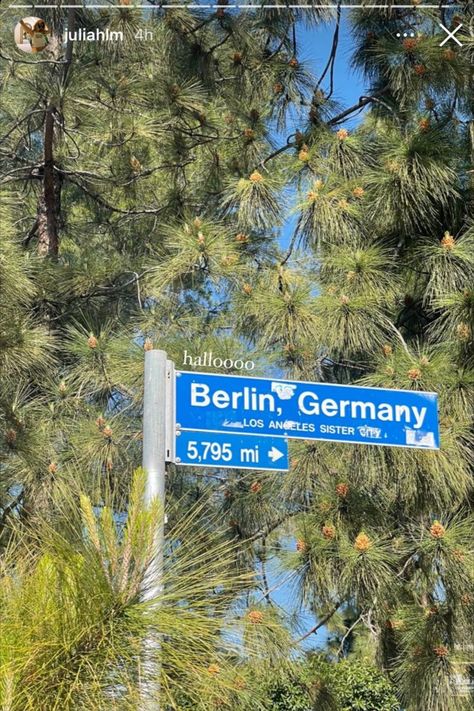 juliahlm 4h
halloooo
Berlin, Germany
LOS ANGELES SISTER CITY
5,795 mi